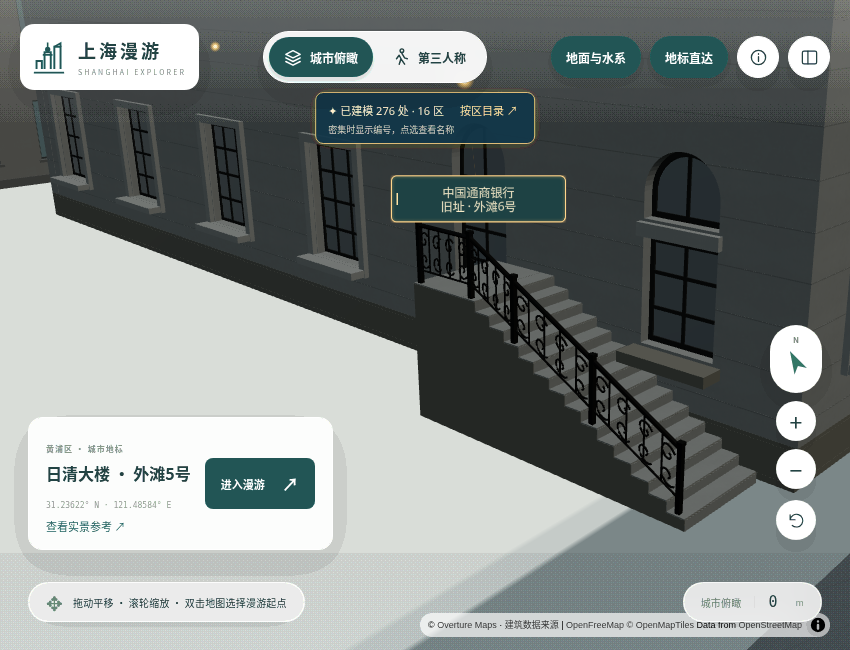 上海漫游
SHANGHAI EXPLORER
城市俯瞰
第三人称
地面与水系
地标直达
✦ 已建模 276 处 · 16 区 按区目录 ↗
密集时显示编号，点选查看名称
中国通商银行
旧址 · 外滩6号
N
+
−
黄浦区 · 城市地标
日清大楼 · 外滩5号
进入漫游 ↗
31.23622° N · 121.48584° E
查看实景参考 ↗
拖动平移 · 滚轮缩放 · 双击地图选择漫游起点
城市俯瞰 0 m
© Overture Maps · 建筑数据来源 | OpenFreeMap © OpenMapTiles Data from OpenStreetMap